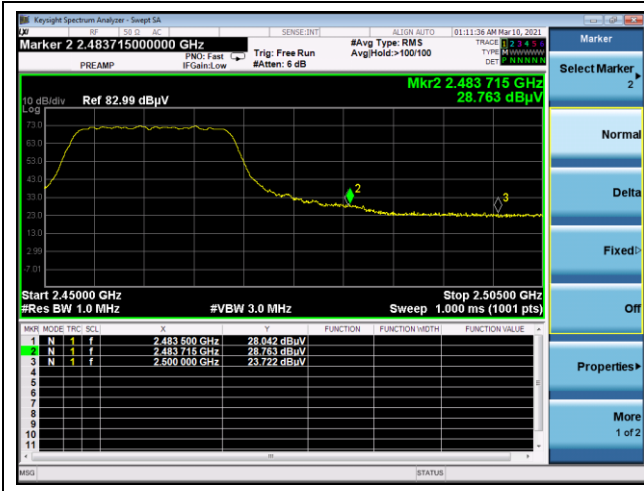 Keysight Spectrum Analyzer - Swept SA
RF 50 Ω AC SENSE:INT ALIGN AUTO 01:11:36 AM Mar 10, 2021
Marker 2 2.483715000000 GHz
PREAMP
PNO: Fast
IFGain:Low
Trig: Free Run
#Atten: 6 dB
#Avg Type: RMS
Avg|Hold:>100/100
TRACE 1 2 3 4 5 6
TYPE MWWWWW
DET P NNNNN
Mkr2 2.483 715 GHz
28.763 dBµV
10 dB/div Ref 82.99 dBµV
Log
73.0
63.0
53.0
43.0
33.0
23.0
13.0
2.99
-7.01
2
3
Start 2.45000 GHz
#Res BW 1.0 MHz
#VBW 3.0 MHz
Stop 2.50500 GHz
Sweep 1.000 ms (1001 pts)
MKR MODE TRC SCL X Y FUNCTION FUNCTION WIDTH FUNCTION VALUE
1 N 1 f 2.483 500 GHz 28.042 dBuV
2 N 1 f 2.483 715 GHz 28.763 dBuV
3 N 1 f 2.500 000 GHz 23.722 dBuV
4
5
6
7
8
9
10
11
MSG STATUS
Marker
Select Marker
2
Normal
Delta
Fixed
Off
Properties
More
1 of 2